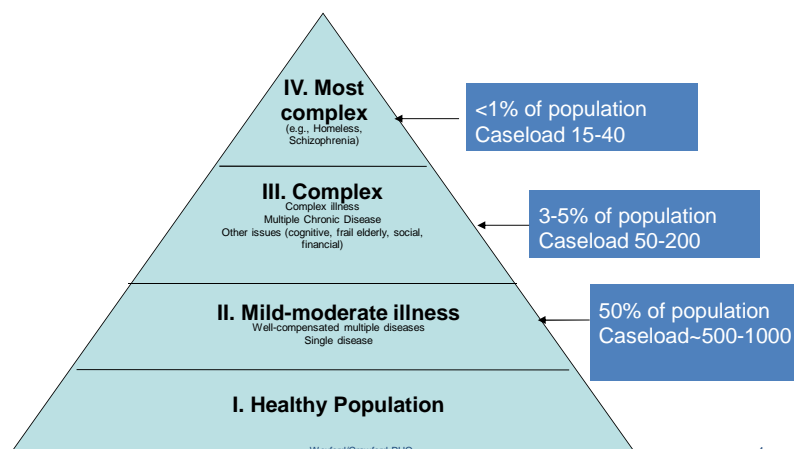 IV. Most
complex
(e.g., Homeless,
Schizophrenia)
<1% of population
Caseload 15-40
III. Complex
Complex illness
Multiple Chronic Disease
Other issues (cognitive, frail elderly, social,
financial)
3-5% of population
Caseload 50-200
II. Mild-moderate illness
Well-compensated multiple diseases
Single disease
50% of population
Caseload~500-1000
I. Healthy Population